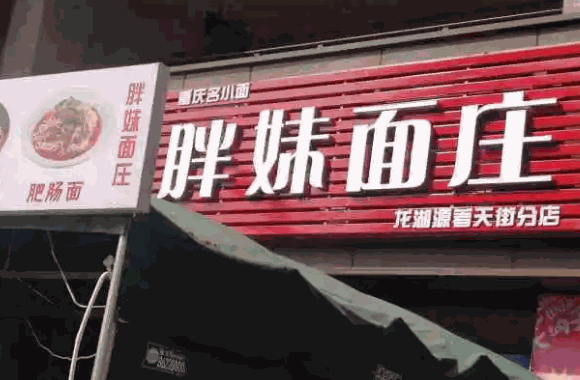 胖妹面庄
肥肠面
重庆名小面
胖妹面庄
龙湖源著天街分店